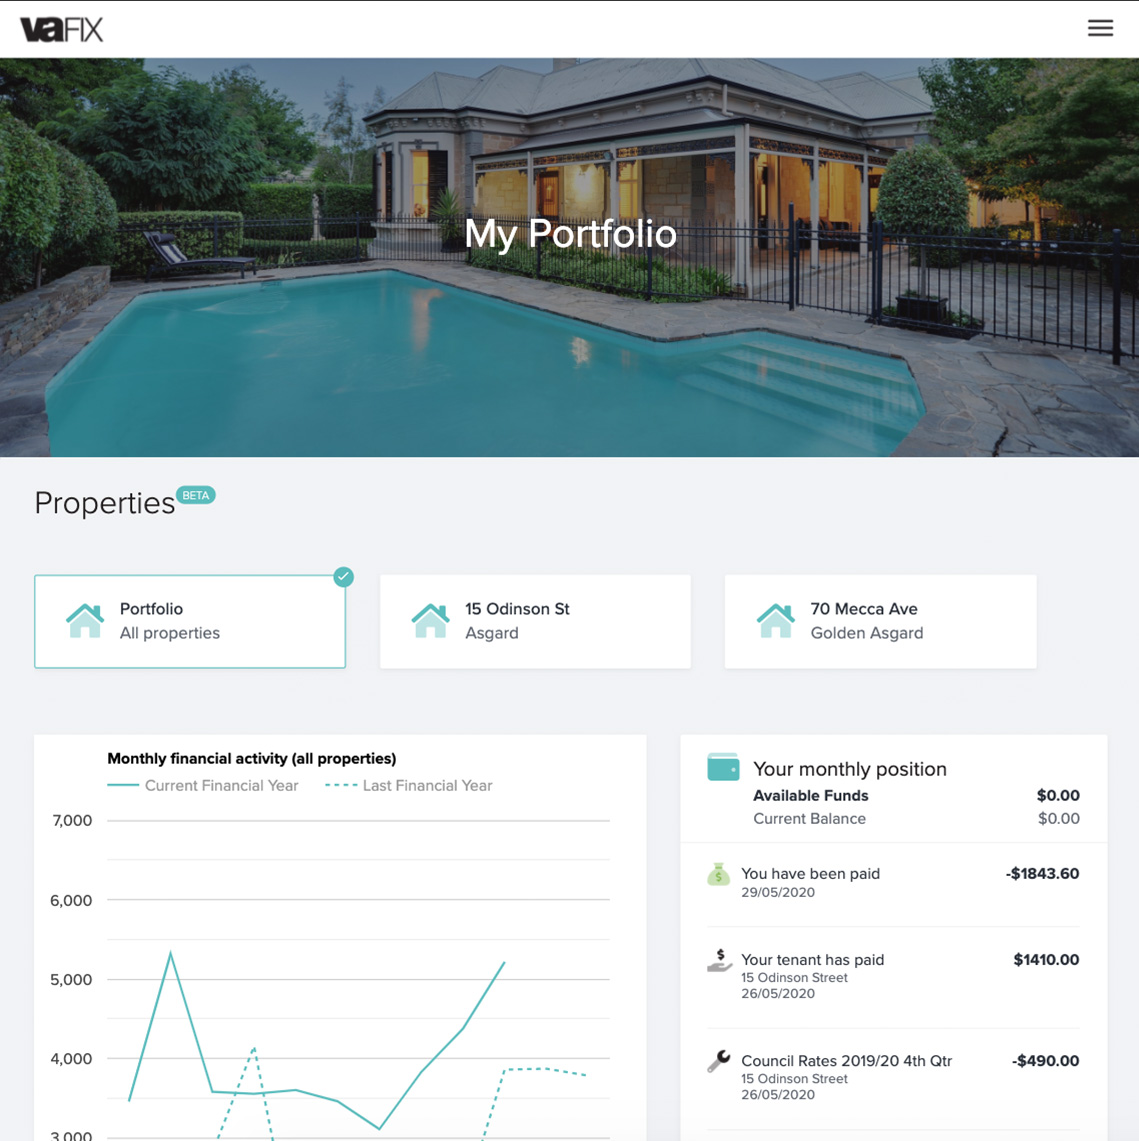 vaFIX
My Portfolio
Properties BETA
Portfolio
All properties
15 Odinson St
Asgard
70 Mecca Ave
Golden Asgard
Monthly financial activity (all properties)
Current Financial Year Last Financial Year
7,000
6,000
5,000
4,000
3,000
Your monthly position
Available Funds $0.00
Current Balance $0.00
You have been paid -$1843.60
29/05/2020
Your tenant has paid $1410.00
15 Odinson Street
26/05/2020
Council Rates 2019/20 4th Qtr -$490.00
15 Odinson Street
26/05/2020